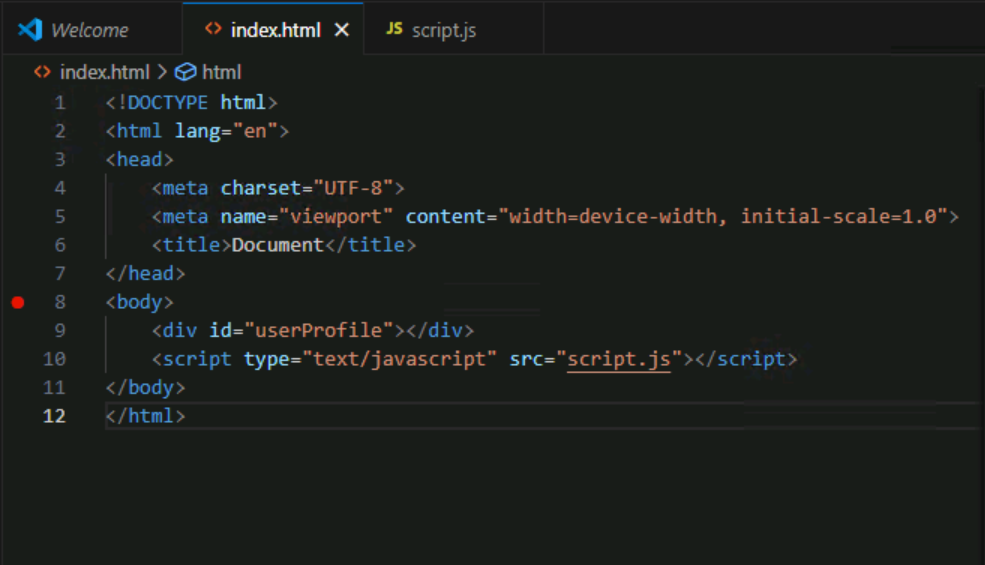 Welcome index.html × JS script.js
<> index.html > html
1 <!DOCTYPE html>
2 <html lang="en">
3 <head>
4     <meta charset="UTF-8">
5     <meta name="viewport" content="width=device-width, initial-scale=1.0">
6     <title>Document</title>
7 </head>
8 <body>
9     <div id="userProfile"></div>
10     <script type="text/javascript" src="script.js"></script>
11 </body>
12 </html>